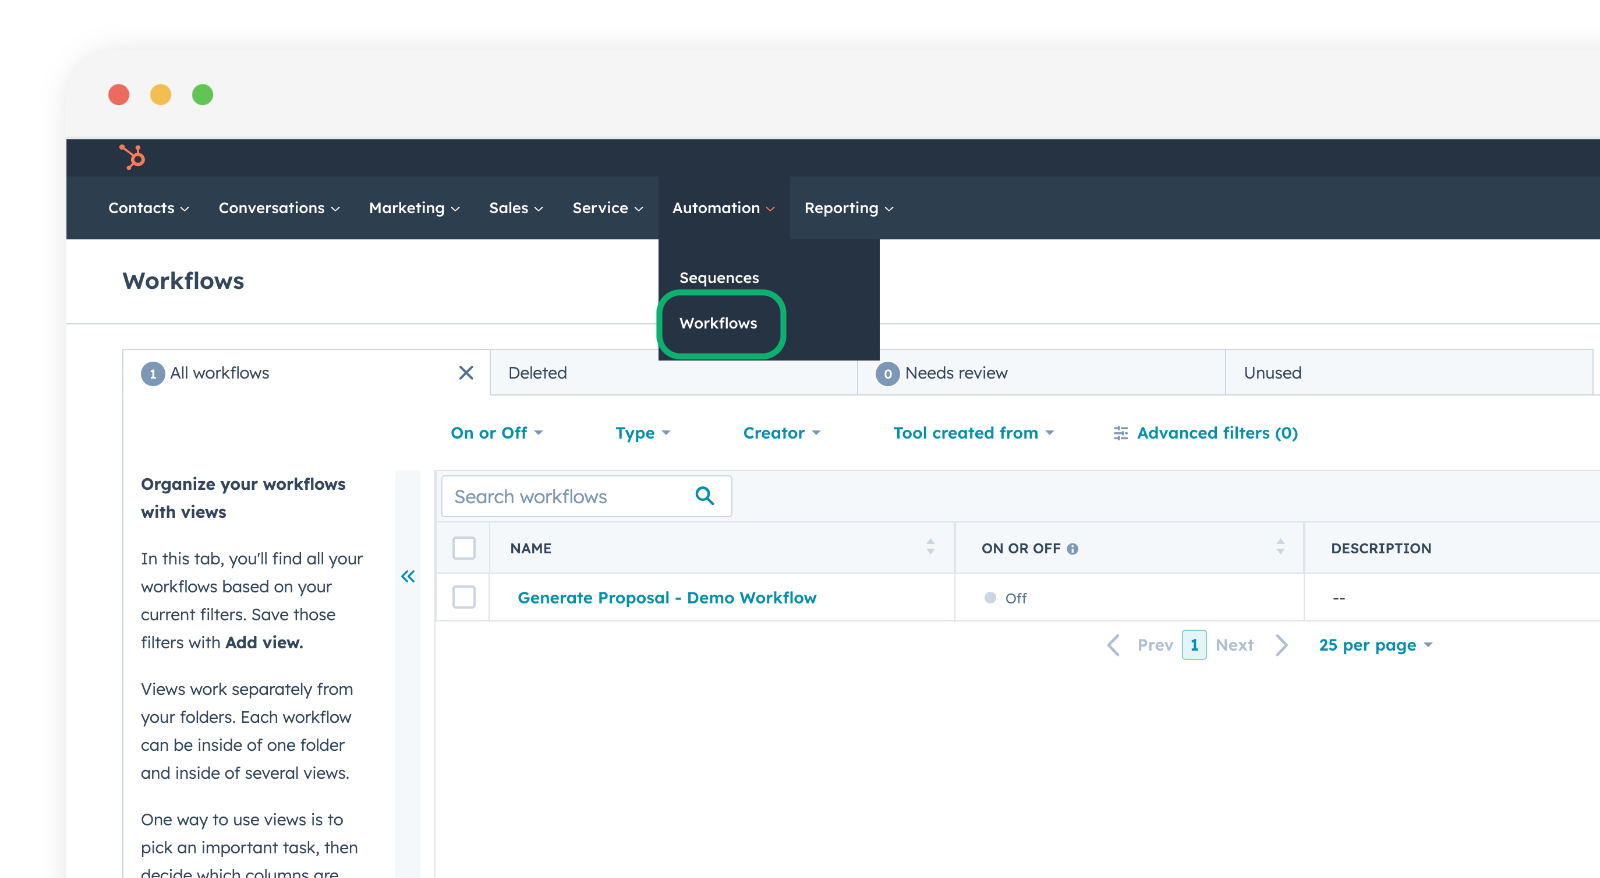 Contacts
Conversations
Marketing
Sales
Service
Automation
Reporting
Sequences
Workflows
Workflows
1 All workflows
Deleted
0 Needs review
Unused
On or Off
Type
Creator
Tool created from
Advanced filters (0)
Organize your workflows
with views
In this tab, you'll find all your
workflows based on your
current filters. Save those
filters with Add view.
Views work separately from
your folders. Each workflow
can be inside of one folder
and inside of several views.
One way to use views is to
pick an important task, then
decide which columns are
Search workflows
NAME
ON OR OFF
DESCRIPTION
Generate Proposal - Demo Workflow
Off
--
Prev 1 Next
25 per page